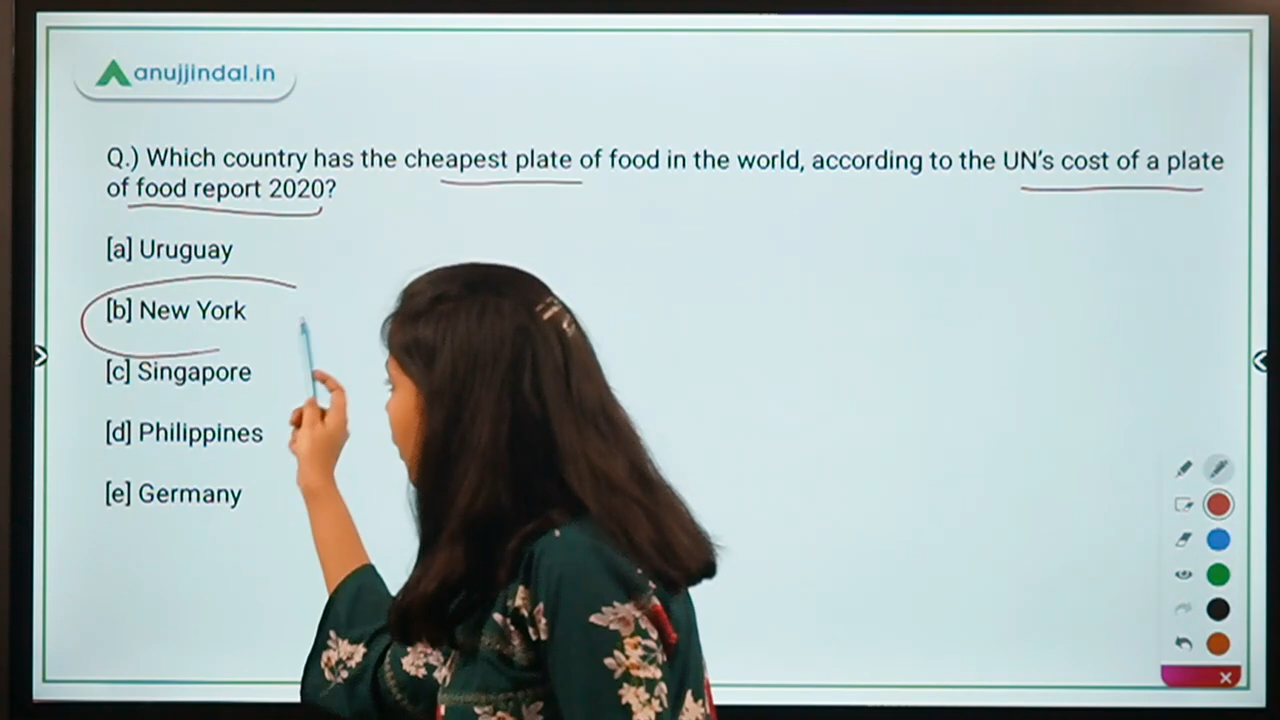 anujjindal.in
Q.) Which country has the cheapest plate of food in the world, according to the UN's cost of a plate
of food report 2020?
[a] Uruguay
[b] New York
[c] Singapore
[d] Philippines
[e] Germany